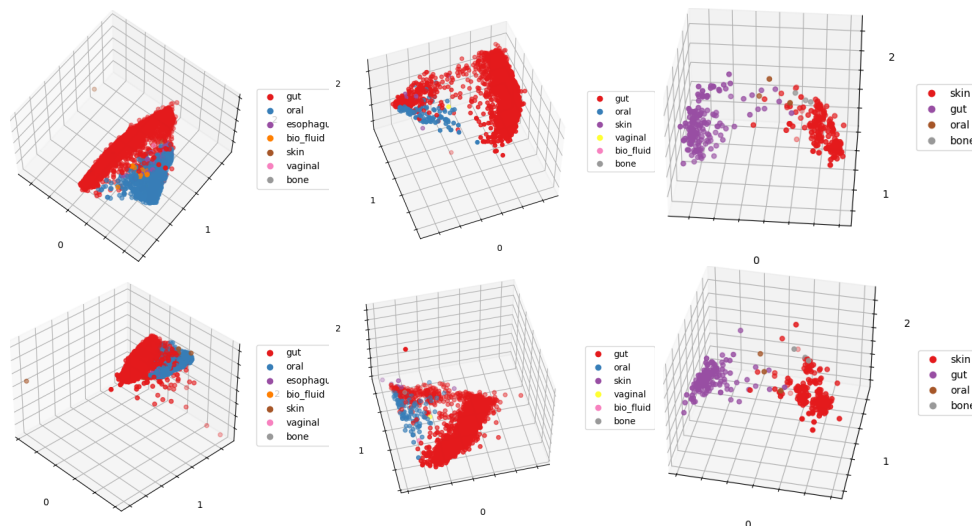 gut
oral
esophagu
bio_fluid
skin
vaginal
bone
0
1
2
gut
oral
skin
vaginal
bio_fluid
bone
1
0
skin
gut
oral
bone
2
1
0
gut
oral
esophagu
bio_fluid
skin
vaginal
bone
0
1
2
gut
oral
skin
vaginal
bio_fluid
bone
1
0
skin
gut
oral
bone
2
1
0